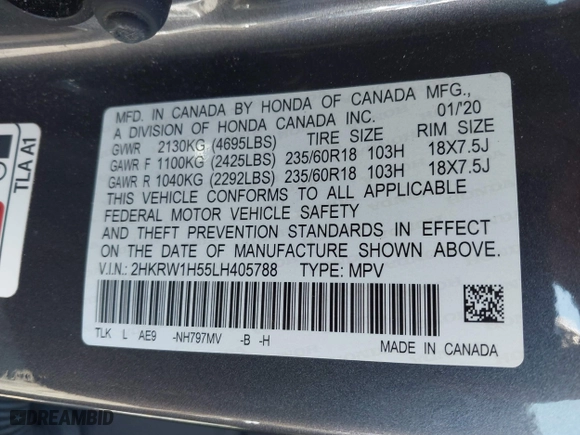 MFD. IN CANADA BY HONDA OF CANADA MFG.,
A DIVISION OF HONDA CANADA INC. 01/'20
GVWR 2130KG (4695LBS) TIRE SIZE RIM SIZE
GAWR F 1100KG (2425LBS) 235/60R18 103H 18X7.5J
GAWR R 1040KG (2292LBS) 235/60R18 103H 18X7.5J
THIS VEHICLE CONFORMS TO ALL APPLICABLE
FEDERAL MOTOR VEHICLE SAFETY
AND THEFT PREVENTION STANDARDS IN EFFECT
ON THE DATE OF MANUFACTURE SHOWN ABOVE.
V.I.N.: 2HKRW1H55LH405788 TYPE: MPV
TLK L AE9 -NH797MV -B -H
MADE IN CANADA
TLA A1
DREAMBID